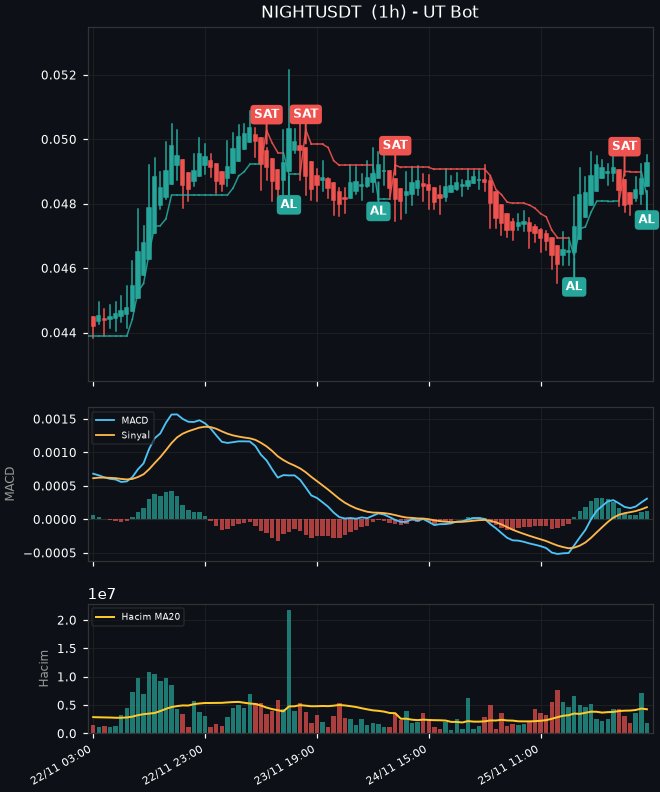 NIGHTUSDT (1h) - UT Bot
0.052
0.050
0.048
0.046
0.044
SAT
SAT
SAT
SAT
AL
AL
AL
AL
MACD
0.0015
0.0010
0.0005
0.0000
−0.0005
MACD
Sinyal
1e7
Hacim
2.0
1.5
1.0
0.5
0.0
Hacim MA20
22/11 03:00
22/11 23:00
23/11 19:00
24/11 15:00
25/11 11:00